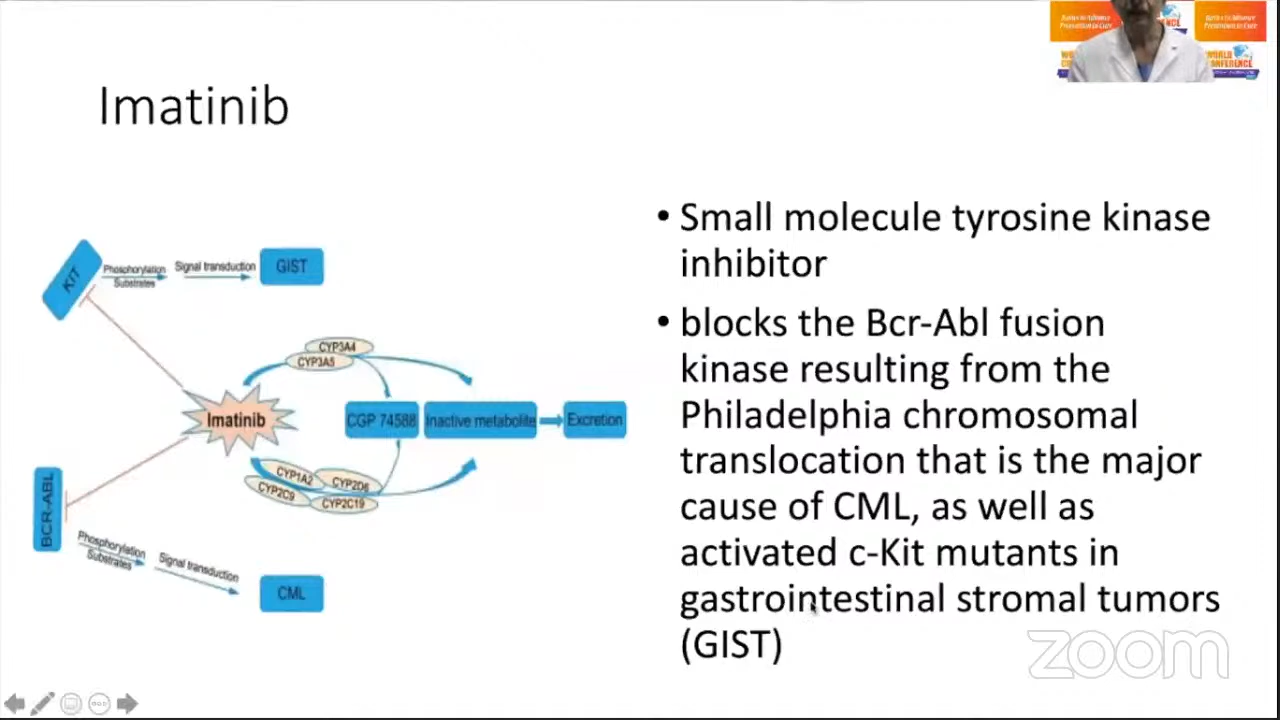 Imatinib
• Small molecule tyrosine kinase
inhibitor
• blocks the Bcr-Abl fusion
kinase resulting from the
Philadelphia chromosomal
translocation that is the major
cause of CML, as well as
activated c-Kit mutants in
gastrointestinal stromal tumors
(GIST)
KIT
Phosphorylation
Substrates
Signal transduction
GIST
CYP3A4
CYP3A5
Imatinib
CGP 74588
Inactive metabolite
Excretion
CYP1A2
CYP2D6
CYP2C9
CYP2C19
BCR-ABL
Phosphorylation
Substrates
Signal transduction
CML
zoom